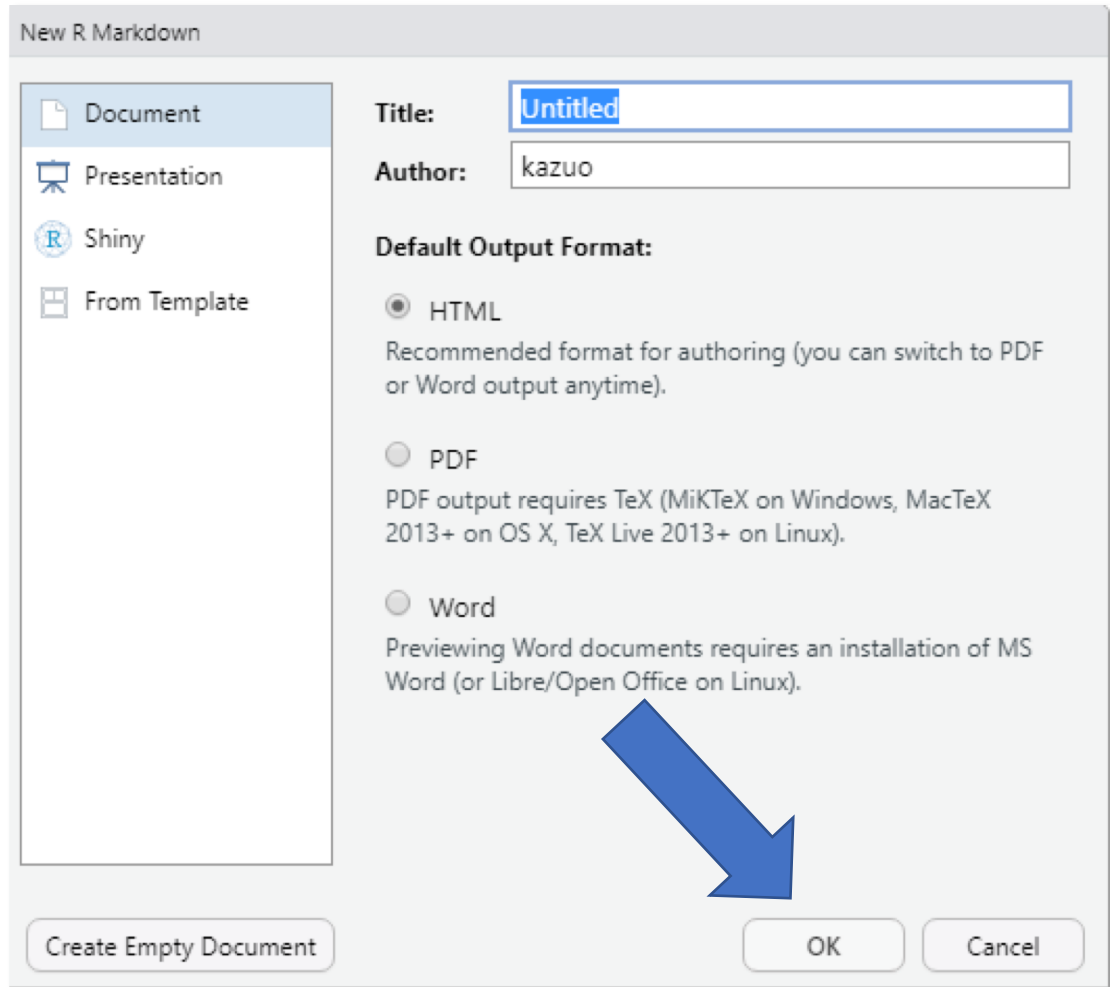 New R Markdown
Document
Presentation
R Shiny
From Template
Title: Untitled
Author: kazuo
Default Output Format:
HTML
Recommended format for authoring (you can switch to PDF
or Word output anytime).
PDF
PDF output requires TeX (MiKTeX on Windows, MacTeX
2013+ on OS X, TeX Live 2013+ on Linux).
Word
Previewing Word documents requires an installation of MS
Word (or Libre/Open Office on Linux).
Create Empty Document
OK
Cancel